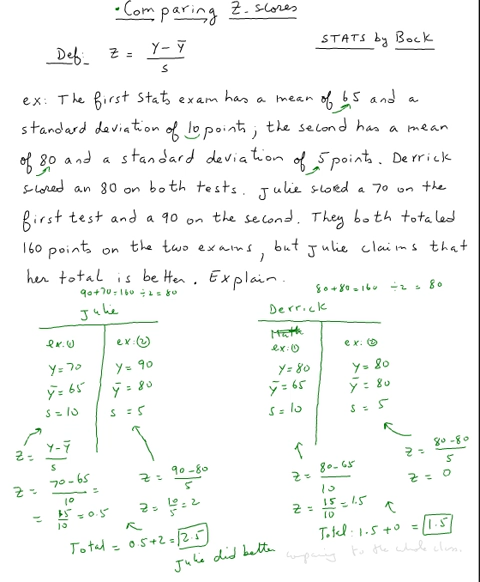 • Comparing Z-scores
STATS by Bock
Def: Z = (y - ȳ) / s
ex: The first Stats exam has a mean of 65 and a
standard deviation of 10 points; the second has a mean
of 80 and a standard deviation of 5 points. Derrick
scored an 80 on both tests. Julie scored a 70 on the
first test and a 90 on the second. They both totaled
160 points on the two exams, but Julie claims that
her total is better. Explain.
90+70=160 ÷2=80
Julie
ex.①
y=70
ȳ=65
s=10
Z = (y - ȳ) / s
Z = (70-65) / 10 =
= 5/10 = 0.5
ex:②
y = 90
ȳ = 80
s = 5
Z = (90-80) / 5
Z = 10/5 = 2
Total = 0.5+2 = 2.5
Julie did better comparing to the whole class.
80+80=160 ÷2 = 80
Derrick
Math
ex:①
y=80
ȳ=65
s=10
Z = (80-65) / 10
Z = 15/10 = 1.5
ex:②
y=80
ȳ = 80
s = 5
Z = (80-80) / 5
Z = 0
Total: 1.5 + 0 = 1.5